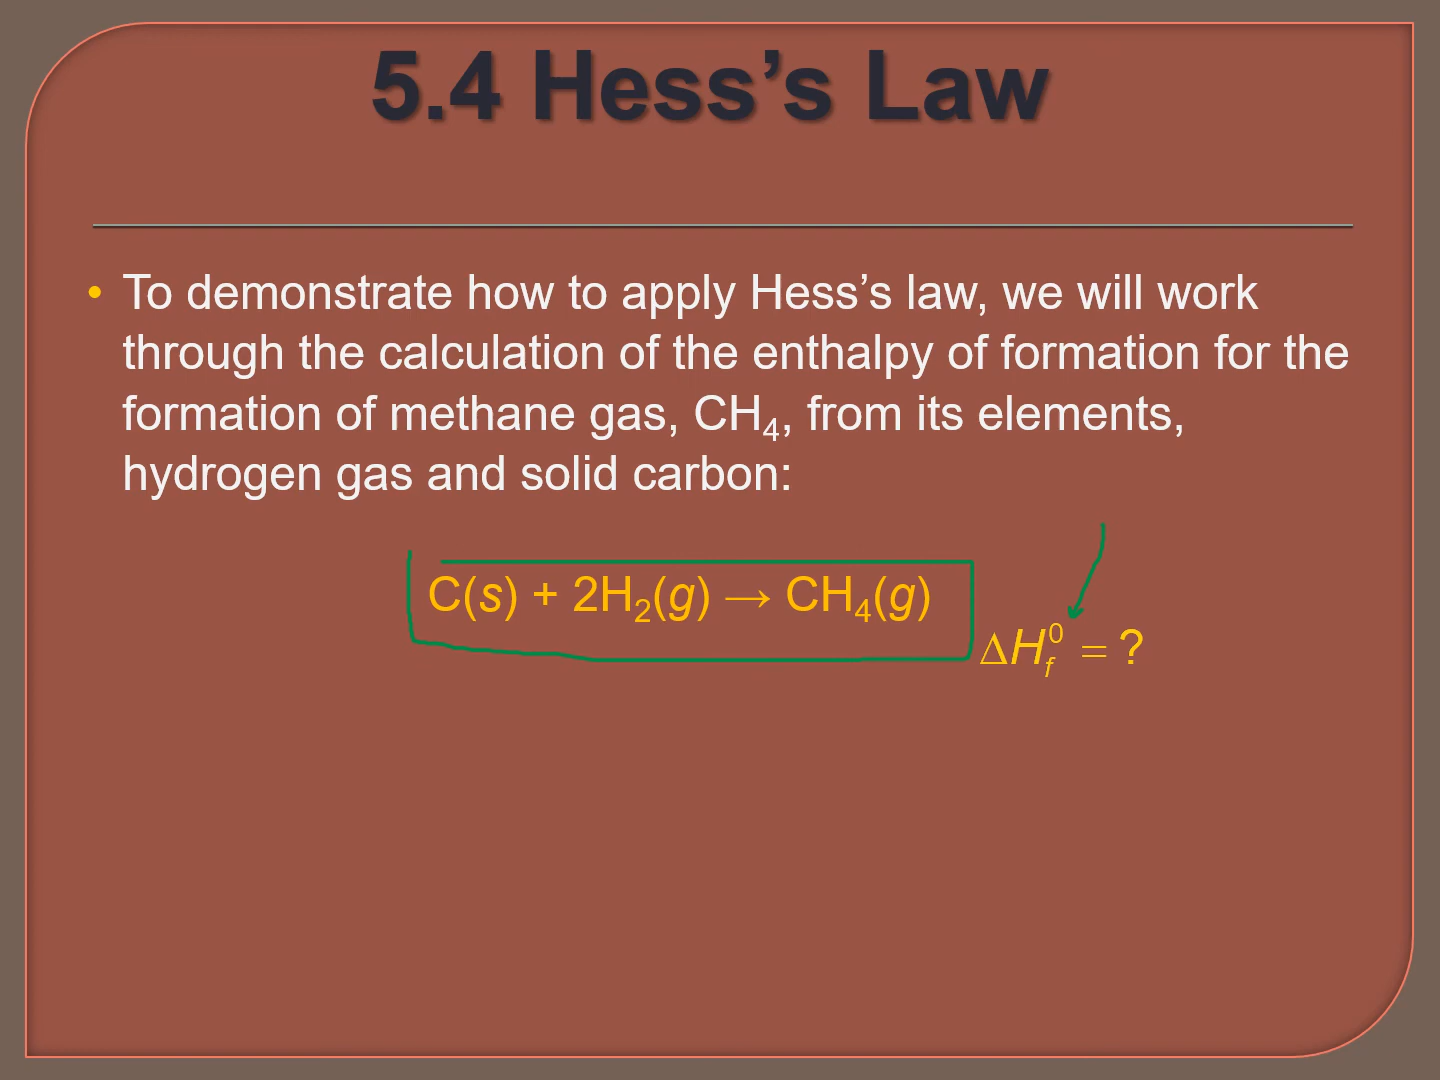 5.4 Hess’s Law
• To demonstrate how to apply Hess’s law, we will work
through the calculation of the enthalpy of formation for the
formation of methane gas, CH₄, from its elements,
hydrogen gas and solid carbon:
C(s) + 2H₂(g) → CH₄(g)
ΔH_f^0 = ?